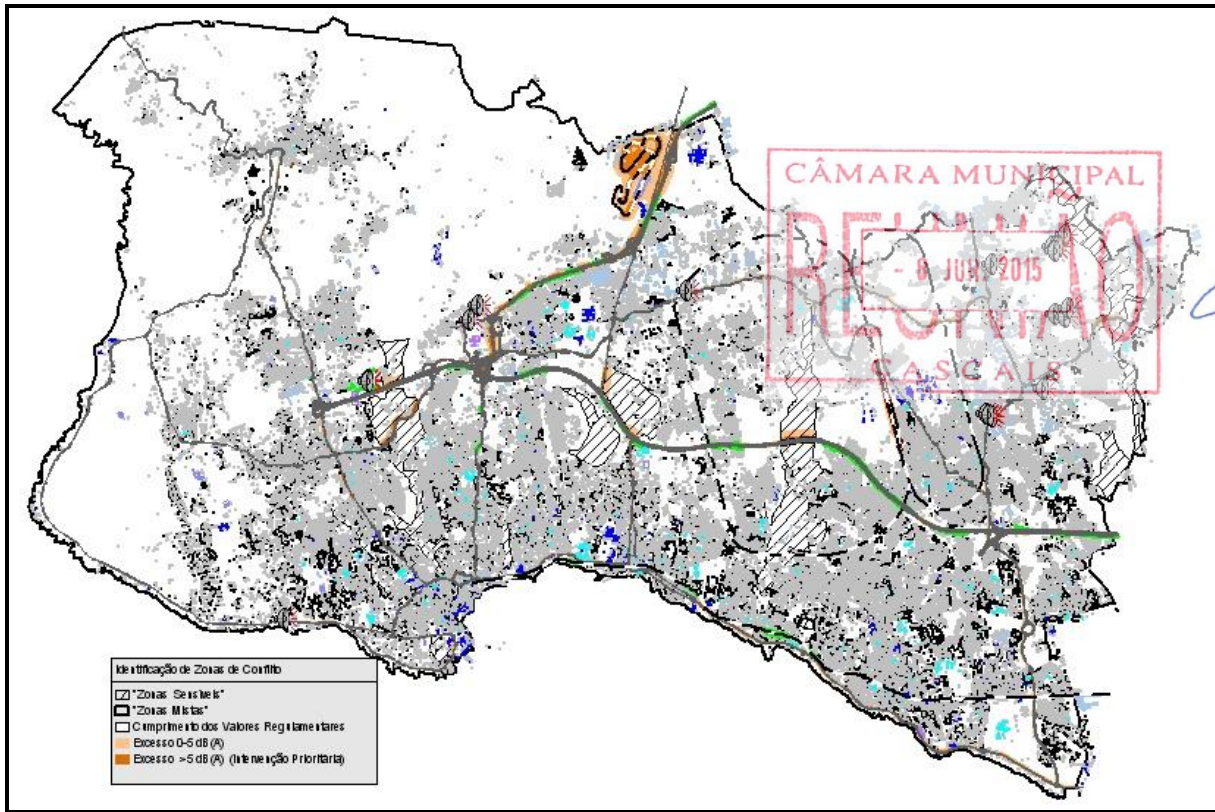 CÂMARA MUNICIPAL
REUNIÃO
- 8 JUN. 2015
CASCAIS
Identificação de Zonas de Conflito
"Zonas Sensíveis"
"Zonas Mistas"
Cumprimento dos Valores Regulamentares
Excesso 0-5 dB(A)
Excesso >5 dB(A) (Intervenção Prioritária)